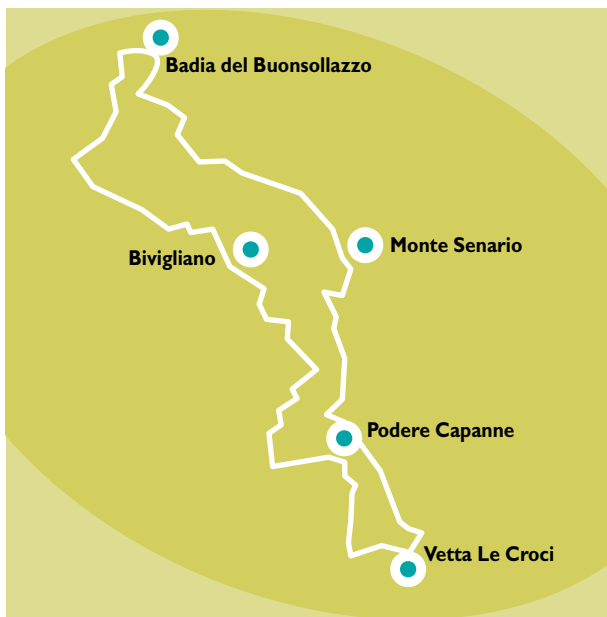 Badia del Buonsollazzo
Monte Senario
Bivigliano
Podere Capanne
Vetta Le Croci